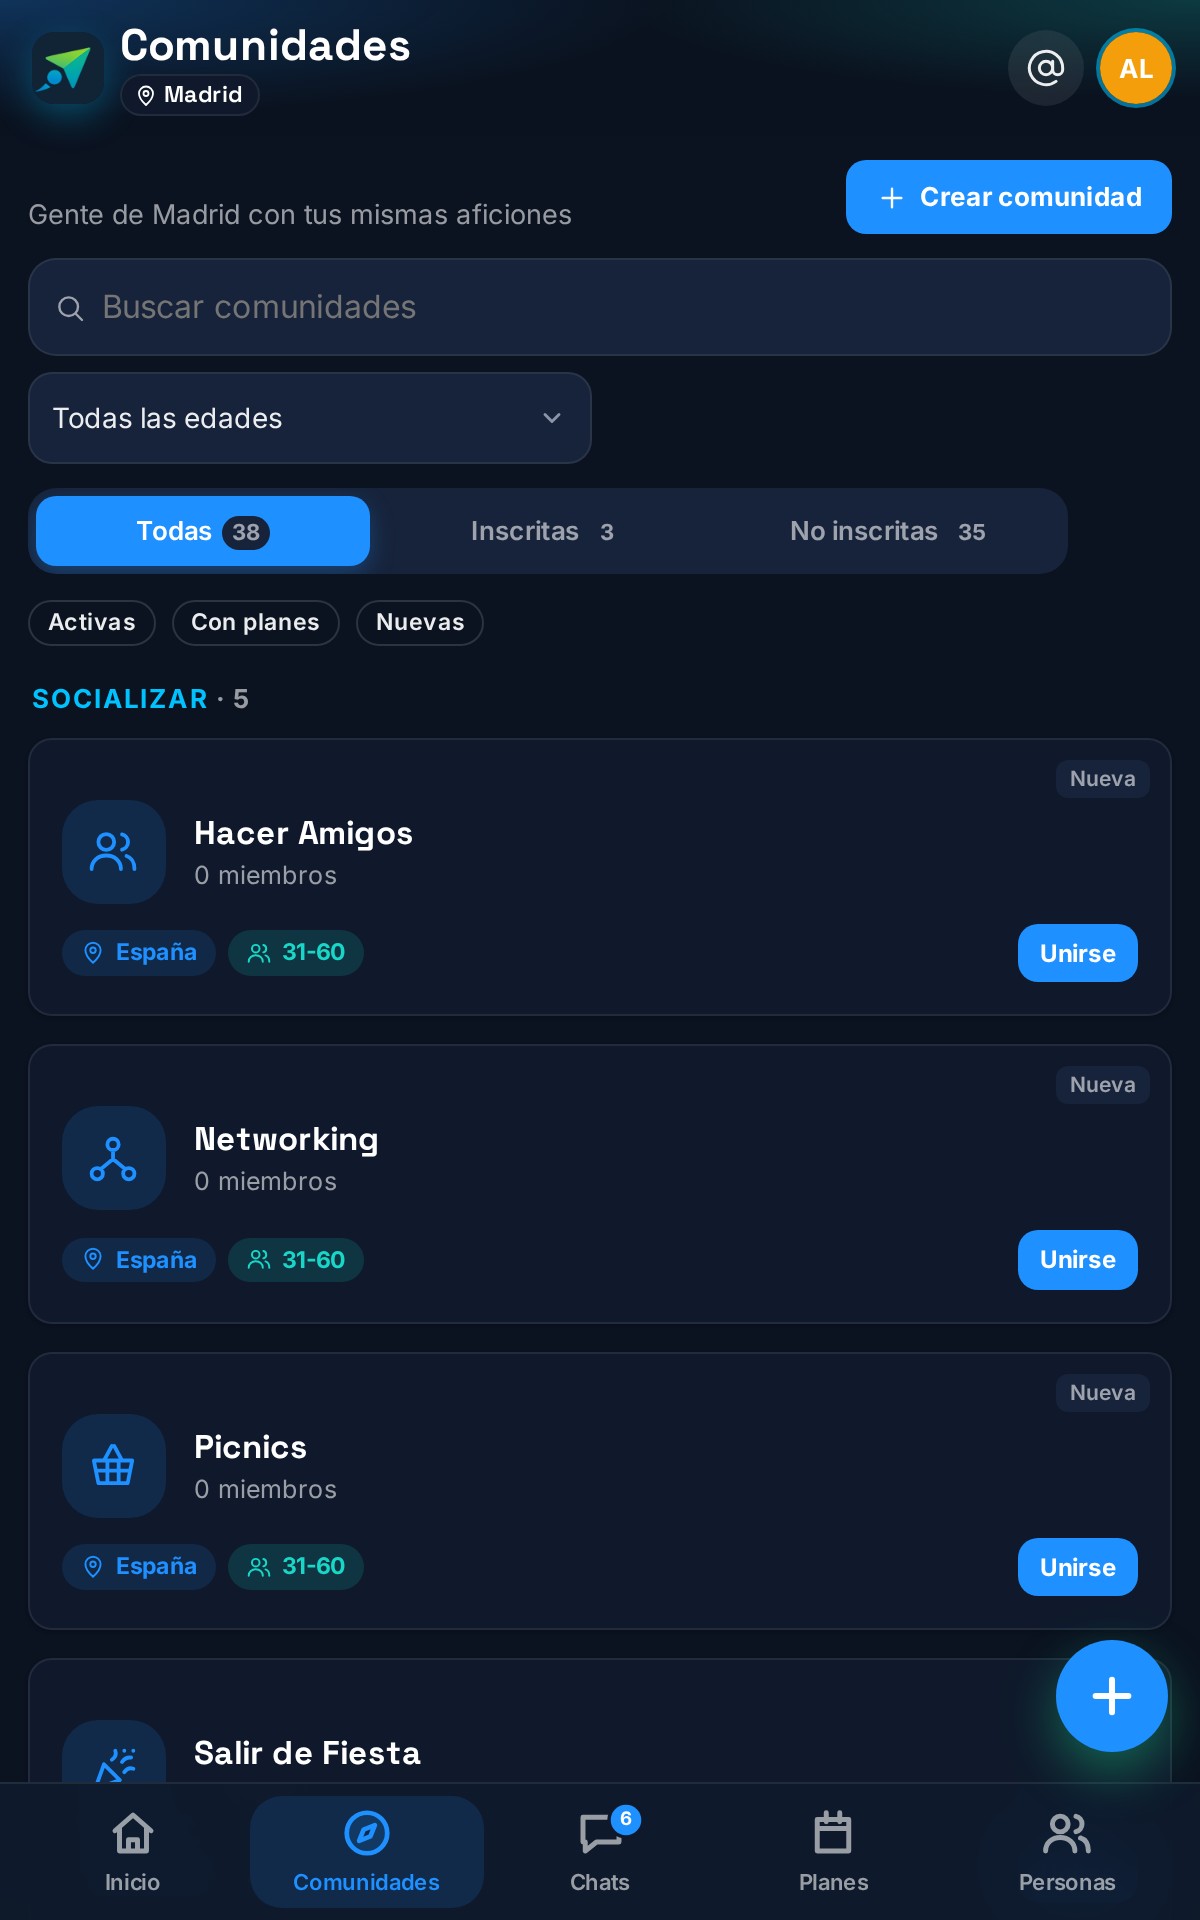 Comunidades
Madrid
@
AL
Gente de Madrid con tus mismas aficiones
+ Crear comunidad
Buscar comunidades
Todas las edades
Todas 38
Inscritas 3
No inscritas 35
Activas
Con planes
Nuevas
SOCIALIZAR · 5
Nueva
Hacer Amigos
0 miembros
España
31-60
Unirse
Nueva
Networking
0 miembros
España
31-60
Unirse
Nueva
Picnics
0 miembros
España
31-60
Unirse
Salir de Fiesta
+
6
Inicio
Comunidades
Chats
Planes
Personas